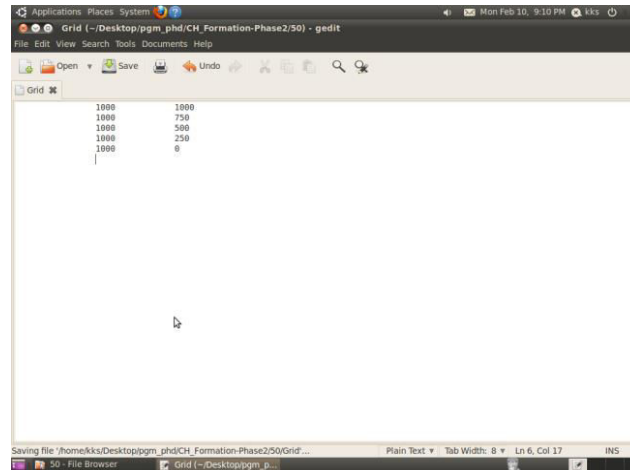 Applications Places System Mon Feb 10, 9:10 PM kks
Grid (~/Desktop/pgm_phd/CH_Formation-Phase2/50) - gedit
File Edit View Search Tools Documents Help
Open Save Undo
Grid
1000 1000
1000 750
1000 500
1000 250
1000 0
Saving file '/home/kks/Desktop/pgm_phd/CH_Formation-Phase2/50/Grid'... Plain Text Tab Width: 8 Ln 6, Col 17 INS
50 - File Browser Grid (~/Desktop/pgm_p...